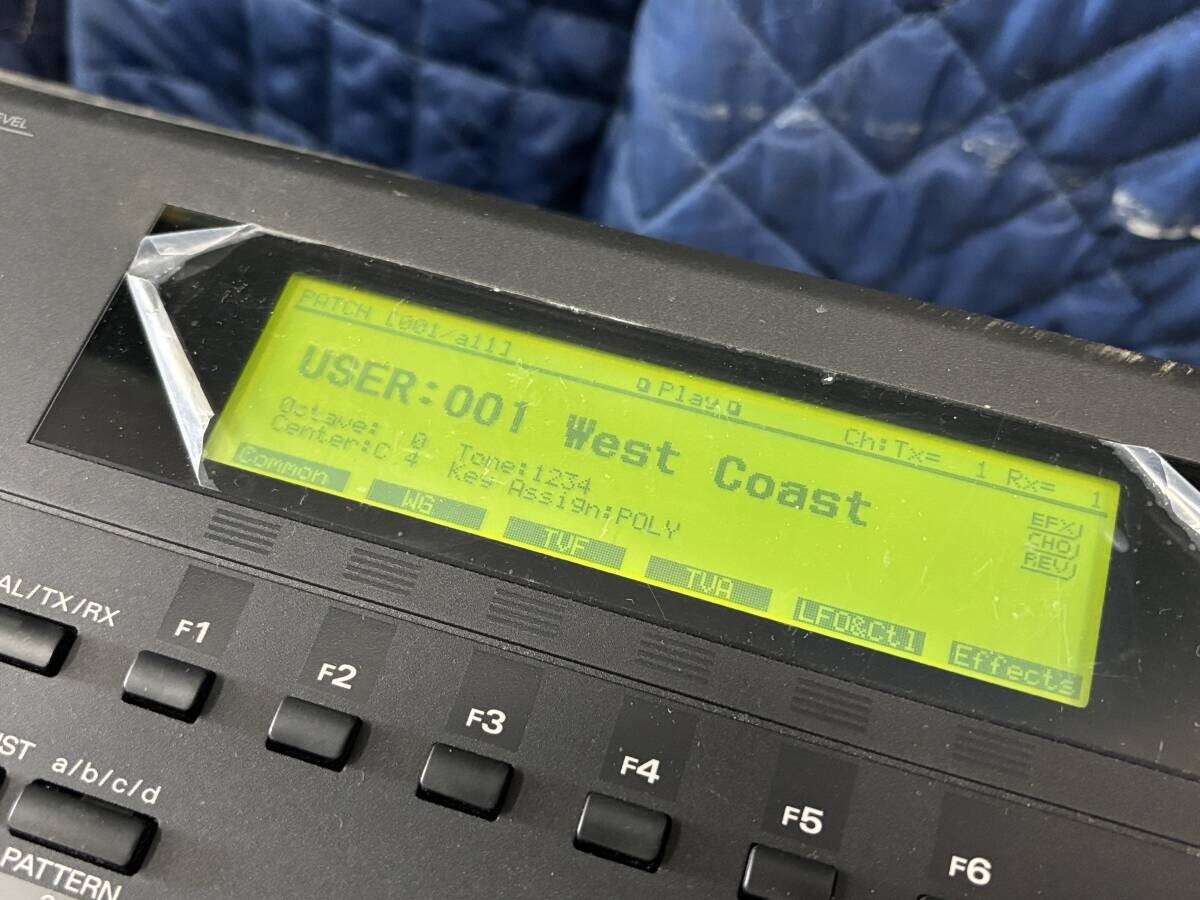 EVEL
PATCH [001/all]
Play
Ch:Tx= 1 Rx= 1
USER:001 West Coast
Octave: 0
Center:C 4
Tone:1234
Key Assign:POLY
EFX
CHO
REV
Common WG TVF TVA LFO&Ctl Effects
AL/TX/RX
F1 F2 F3 F4 F5 F6
ST a/b/c/d
PATTERN